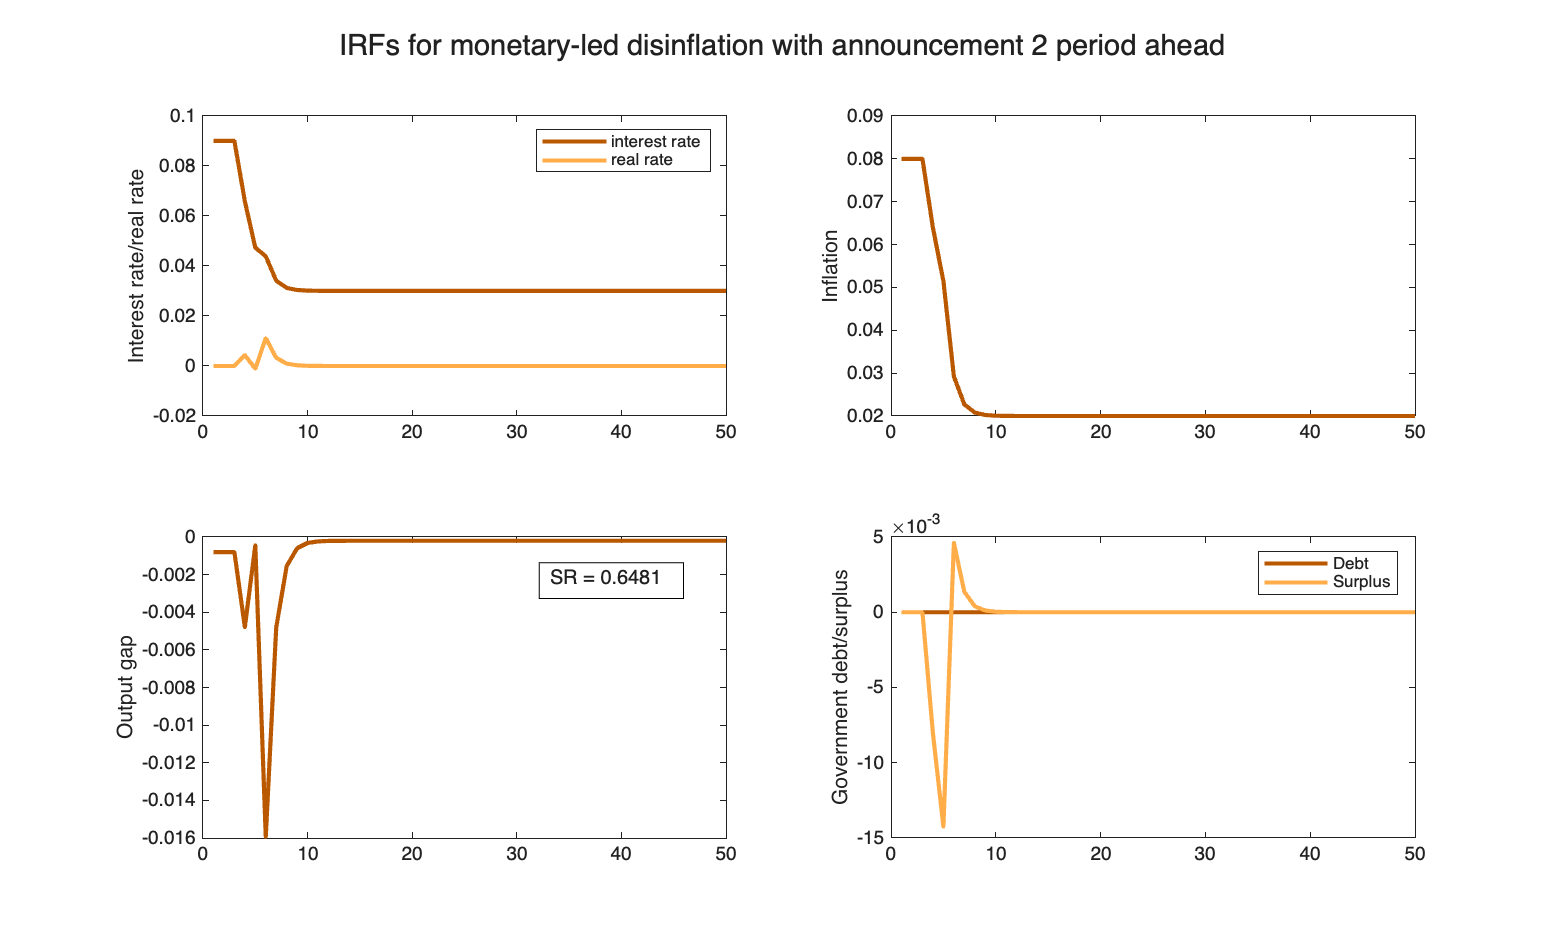 IRFs for monetary-led disinflation with announcement 2 period ahead
Interest rate/real rate
0.1
0.08
0.06
0.04
0.02
0
-0.02
0 10 20 30 40 50
interest rate
real rate
Inflation
0.09
0.08
0.07
0.06
0.05
0.04
0.03
0.02
0 10 20 30 40 50
Output gap
0
-0.002
-0.004
-0.006
-0.008
-0.01
-0.012
-0.014
-0.016
0 10 20 30 40 50
SR = 0.6481
Government debt/surplus
×10⁻³
5
0
-5
-10
-15
0 10 20 30 40 50
Debt
Surplus